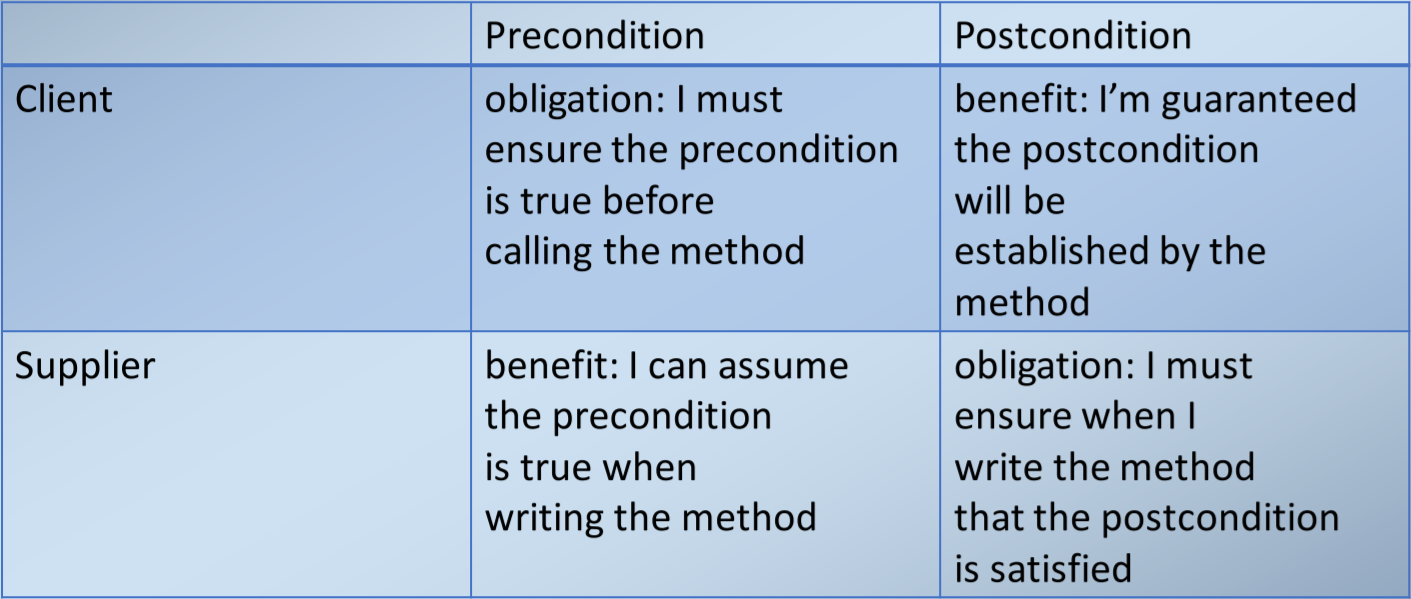 Precondition
Postcondition
Client
obligation: I must
ensure the precondition
is true before
calling the method
benefit: I’m guaranteed
the postcondition
will be
established by the
method
Supplier
benefit: I can assume
the precondition
is true when
writing the method
obligation: I must
ensure when I
write the method
that the postcondition
is satisfied